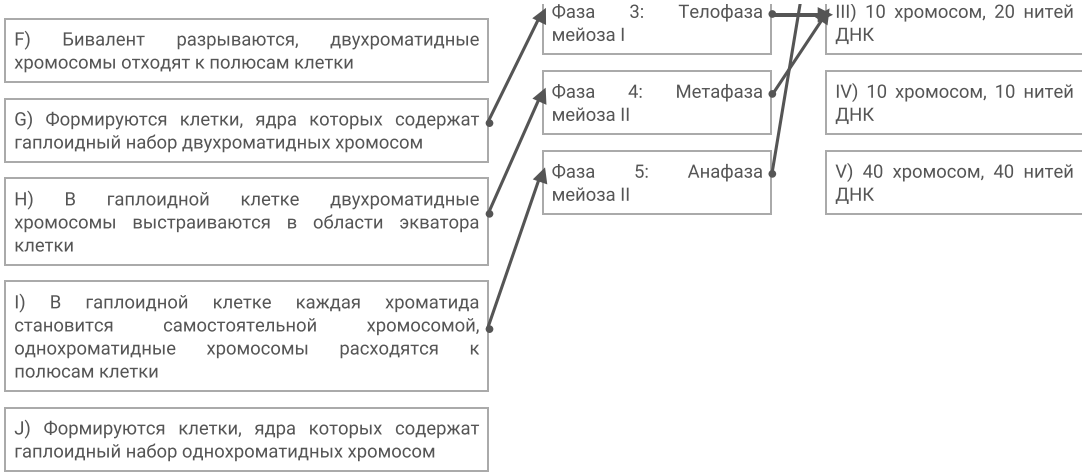 F) Бивалент разрываются, двухроматидные
хромосомы отходят к полюсам клетки
G) Формируются клетки, ядра которых содержат
гаплоидный набор двухроматидных хромосом
H) В гаплоидной клетке двухроматидные
хромосомы выстраиваются в области экватора
клетки
I) В гаплоидной клетке каждая хроматида
становится самостоятельной хромосомой,
однохроматидные хромосомы расходятся к
полюсам клетки
J) Формируются клетки, ядра которых содержат
гаплоидный набор однохроматидных хромосом
Фаза 3: Телофаза
мейоза I
Фаза 4: Метафаза
мейоза II
Фаза 5: Анафаза
мейоза II
III) 10 хромосом, 20 нитей
ДНК
IV) 10 хромосом, 10 нитей
ДНК
V) 40 хромосом, 40 нитей
ДНК